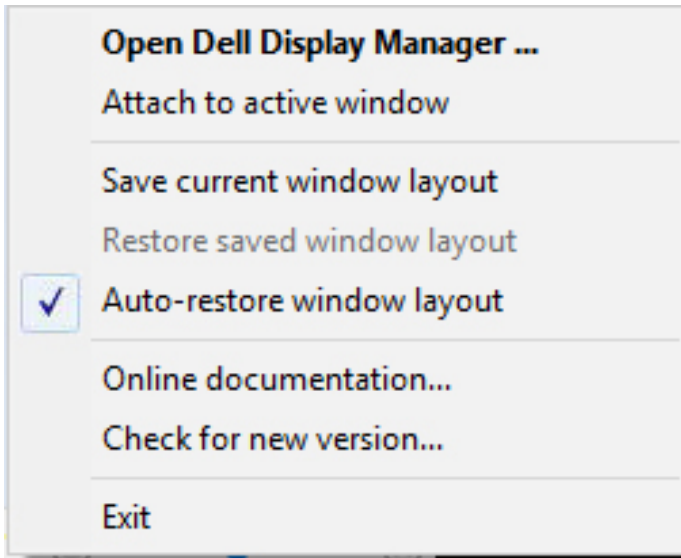 Open Dell Display Manager ...
Attach to active window
Save current window layout
Restore saved window layout
Auto-restore window layout
Online documentation...
Check for new version...
Exit